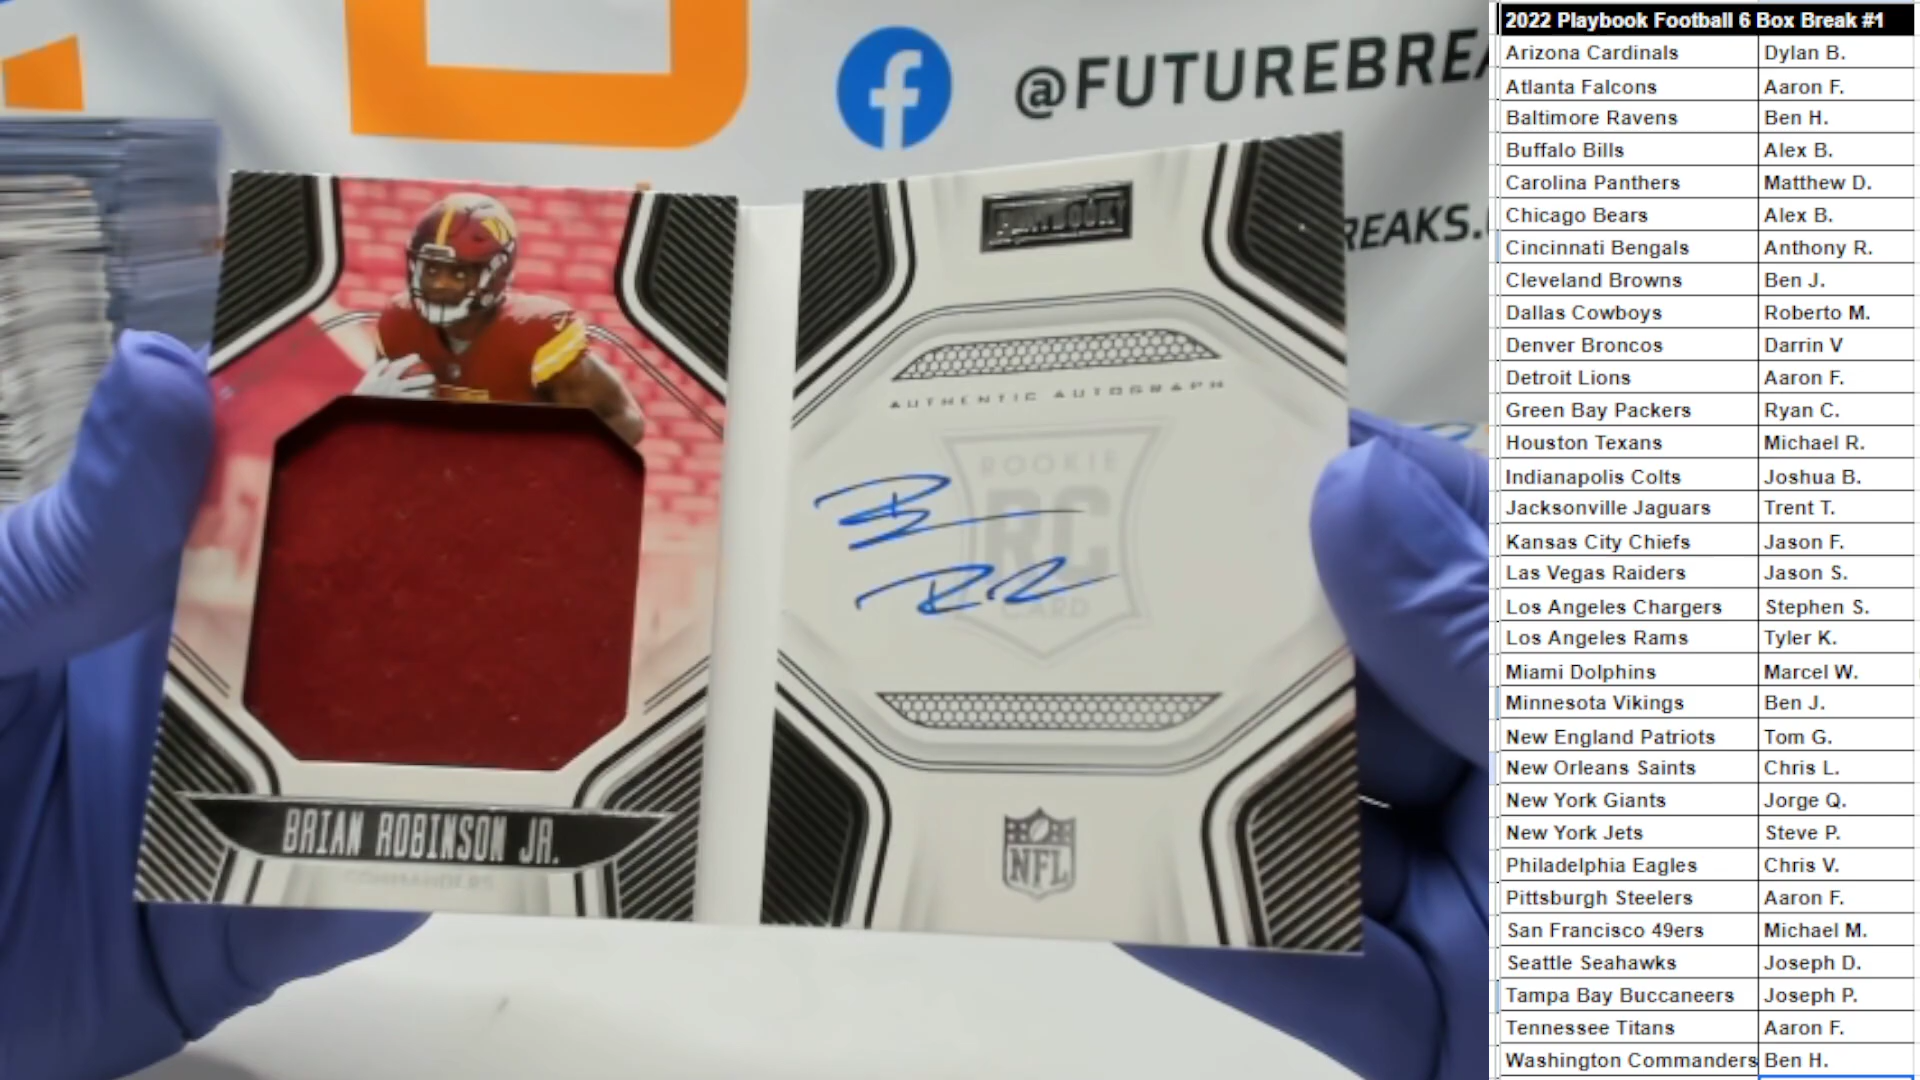 @FUTUREBREA
REAKS.
PLAYBOOK
AUTHENTIC AUTOGRAPH
ROOKIE
RC
CARD
BRIAN ROBINSON JR.
COMMANDERS
NFL
2022 Playbook Football 6 Box Break #1
Arizona Cardinals Dylan B.
Atlanta Falcons Aaron F.
Baltimore Ravens Ben H.
Buffalo Bills Alex B.
Carolina Panthers Matthew D.
Chicago Bears Alex B.
Cincinnati Bengals Anthony R.
Cleveland Browns Ben J.
Dallas Cowboys Roberto M.
Denver Broncos Darrin V
Detroit Lions Aaron F.
Green Bay Packers Ryan C.
Houston Texans Michael R.
Indianapolis Colts Joshua B.
Jacksonville Jaguars Trent T.
Kansas City Chiefs Jason F.
Las Vegas Raiders Jason S.
Los Angeles Chargers Stephen S.
Los Angeles Rams Tyler K.
Miami Dolphins Marcel W.
Minnesota Vikings Ben J.
New England Patriots Tom G.
New Orleans Saints Chris L.
New York Giants Jorge Q.
New York Jets Steve P.
Philadelphia Eagles Chris V.
Pittsburgh Steelers Aaron F.
San Francisco 49ers Michael M.
Seattle Seahawks Joseph D.
Tampa Bay Buccaneers Joseph P.
Tennessee Titans Aaron F.
Washington Commanders Ben H.